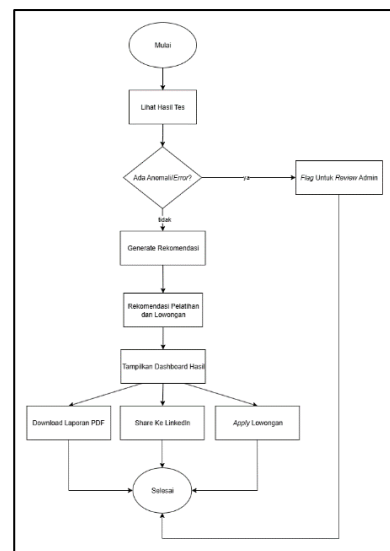 Mulai
Lihat Hasil Tes
Ada Anomali/Error?
ya
Flag Untuk Review Admin
tidak
Generate Rekomendasi
Rekomendasi Pelatihan
dan Lowongan
Tampilkan Dashboard Hasil
Download Laporan PDF
Share Ke LinkedIn
Apply Lowongan
Selesai